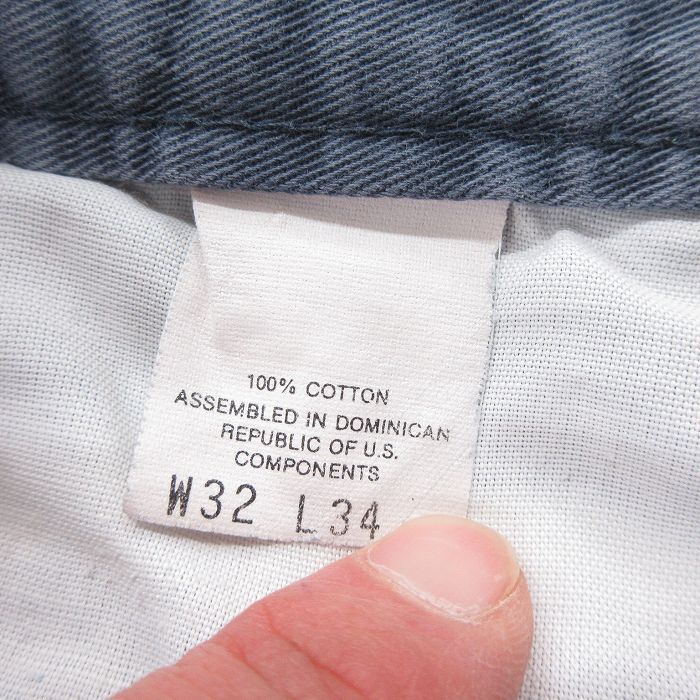 100% COTTON
ASSEMBLED IN DOMINICAN
REPUBLIC OF U.S.
COMPONENTS
W32 L34